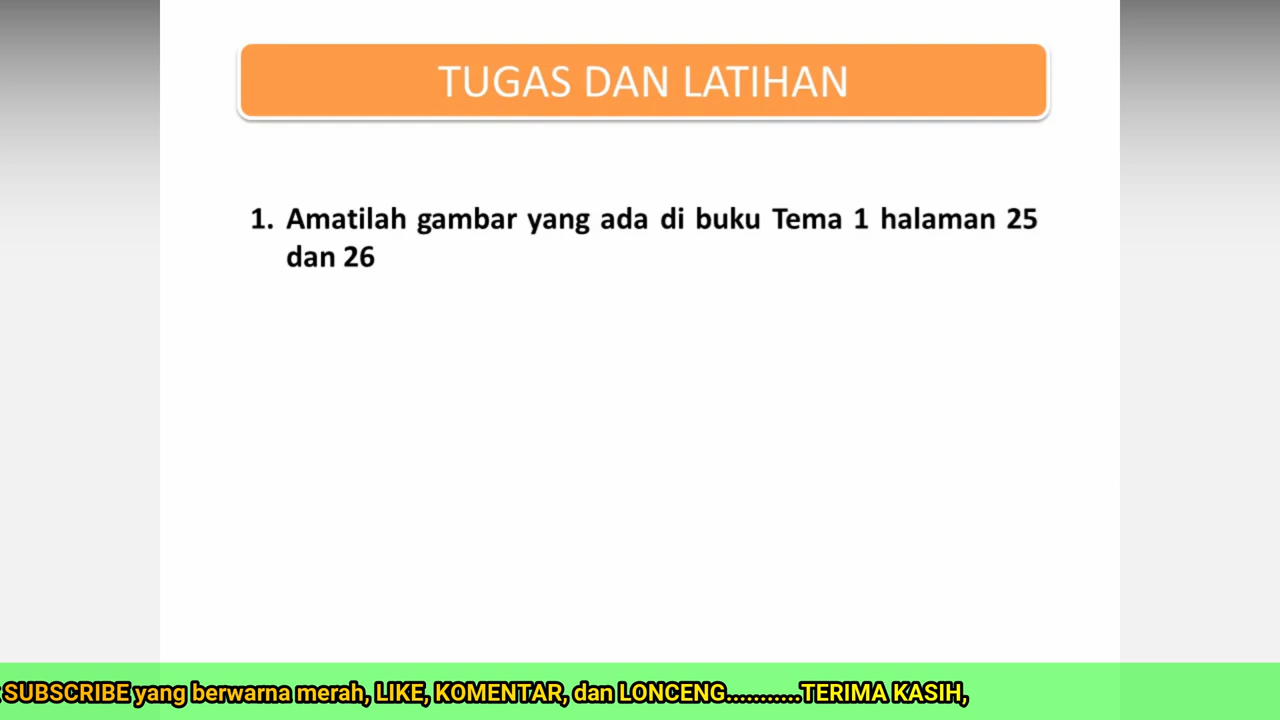 TUGAS DAN LATIHAN
1. Amatilah gambar yang ada di buku Tema 1 halaman 25
dan 26
SUBSCRIBE yang berwarna merah, LIKE, KOMENTAR, dan LONCENG...........TERIMA KASIH,